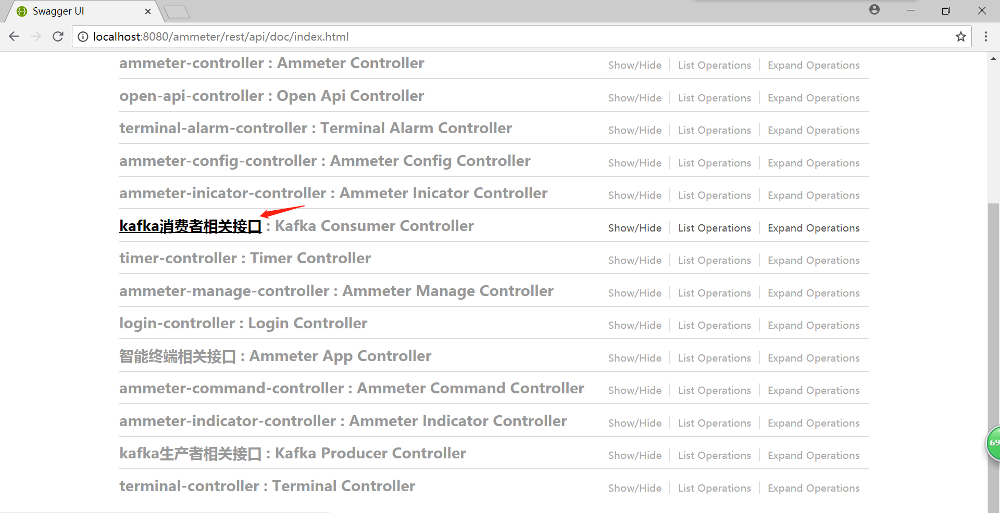 Swagger UI
localhost:8080/ammeter/rest/api/doc/index.html
ammeter-controller : Ammeter Controller Show/Hide List Operations Expand Operations
open-api-controller : Open Api Controller Show/Hide List Operations Expand Operations
terminal-alarm-controller : Terminal Alarm Controller Show/Hide List Operations Expand Operations
ammeter-config-controller : Ammeter Config Controller Show/Hide List Operations Expand Operations
ammeter-inicator-controller : Ammeter Inicator Controller Show/Hide List Operations Expand Operations
kafka消费者相关接口 : Kafka Consumer Controller Show/Hide List Operations Expand Operations
timer-controller : Timer Controller Show/Hide List Operations Expand Operations
ammeter-manage-controller : Ammeter Manage Controller Show/Hide List Operations Expand Operations
login-controller : Login Controller Show/Hide List Operations Expand Operations
智能终端相关接口 : Ammeter App Controller Show/Hide List Operations Expand Operations
ammeter-command-controller : Ammeter Command Controller Show/Hide List Operations Expand Operations
ammeter-indicator-controller : Ammeter Indicator Controller Show/Hide List Operations Expand Operations
69
kafka生产者相关接口 : Kafka Producer Controller Show/Hide List Operations Expand Operations
terminal-controller : Terminal Controller Show/Hide List Operations Expand Operations